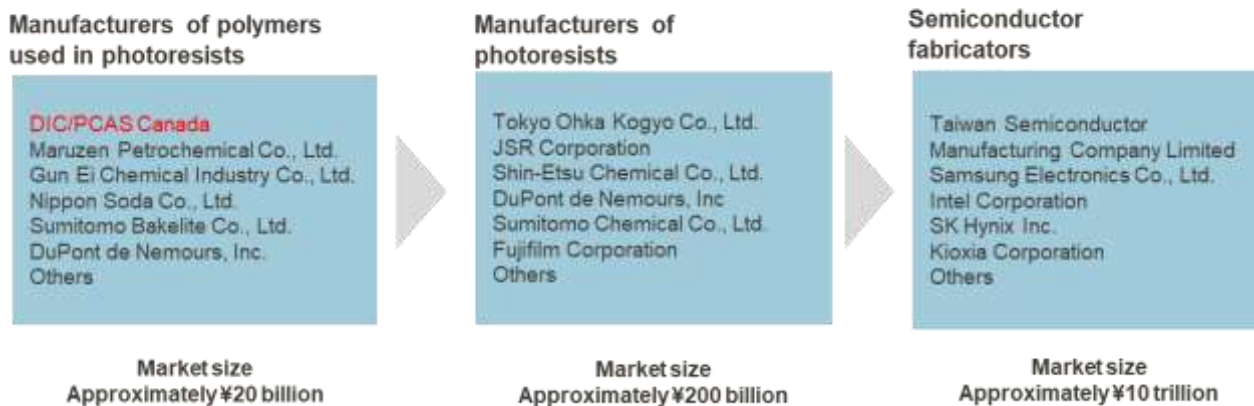 Manufacturers of polymers
used in photoresists
DIC/PCAS Canada
Maruzen Petrochemical Co., Ltd.
Gun Ei Chemical Industry Co., Ltd.
Nippon Soda Co., Ltd.
Sumitomo Bakelite Co., Ltd.
DuPont de Nemours, Inc.
Others
Market size
Approximately ¥20 billion
Manufacturers of
photoresists
Tokyo Ohka Kogyo Co., Ltd.
JSR Corporation
Shin-Etsu Chemical Co., Ltd.
DuPont de Nemours, Inc
Sumitomo Chemical Co., Ltd.
Fujifilm Corporation
Others
Market size
Approximately ¥200 billion
Semiconductor
fabricators
Taiwan Semiconductor
Manufacturing Company Limited
Samsung Electronics Co., Ltd.
Intel Corporation
SK Hynix Inc.
Kioxia Corporation
Others
Market size
Approximately ¥10 trillion